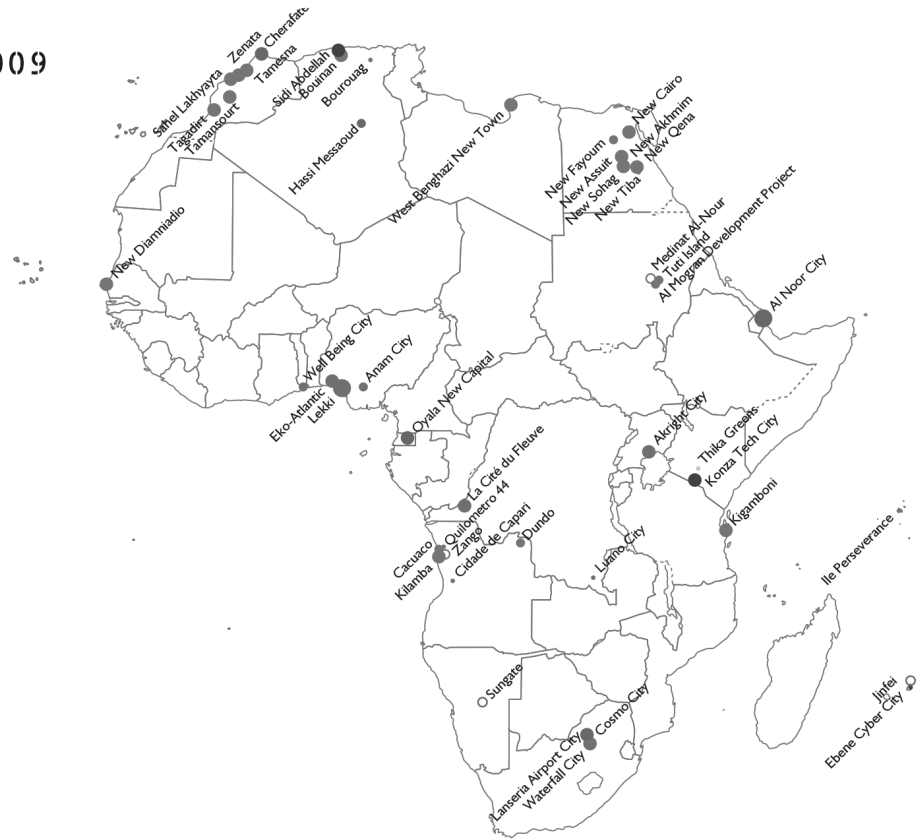 009
Cherafate
Zenata
Tamesna
Sahel Lakhyayta
Tagadirt
Tamansourt
Sidi Abdellah
Bouinan
Bourouag
Hassi Messaoud
West Benghazi New Town
New Cairo
New Akhmim
New Qena
New Fayoum
New Assuit
New Sohag
New Tiba
New Diamniadio
Medinat Al-Nour
Tuti Island
Al Mogran Development Project
Al Noor City
Well Being City
Anam City
Eko-Atlantic
Lekki
Oyala New Capital
Akright City
Thika Greens
Konza Tech City
La Cité du Fleuve
Quilometro 44
Zango
Cacuaco
Kilamba
Cidade de Capari
Dundo
Kigamboni
Luano City
Ile Perseverance
Sungate
Jinfei
Ebene Cyber City
Cosmo City
Lanseria Airport City
Waterfall City